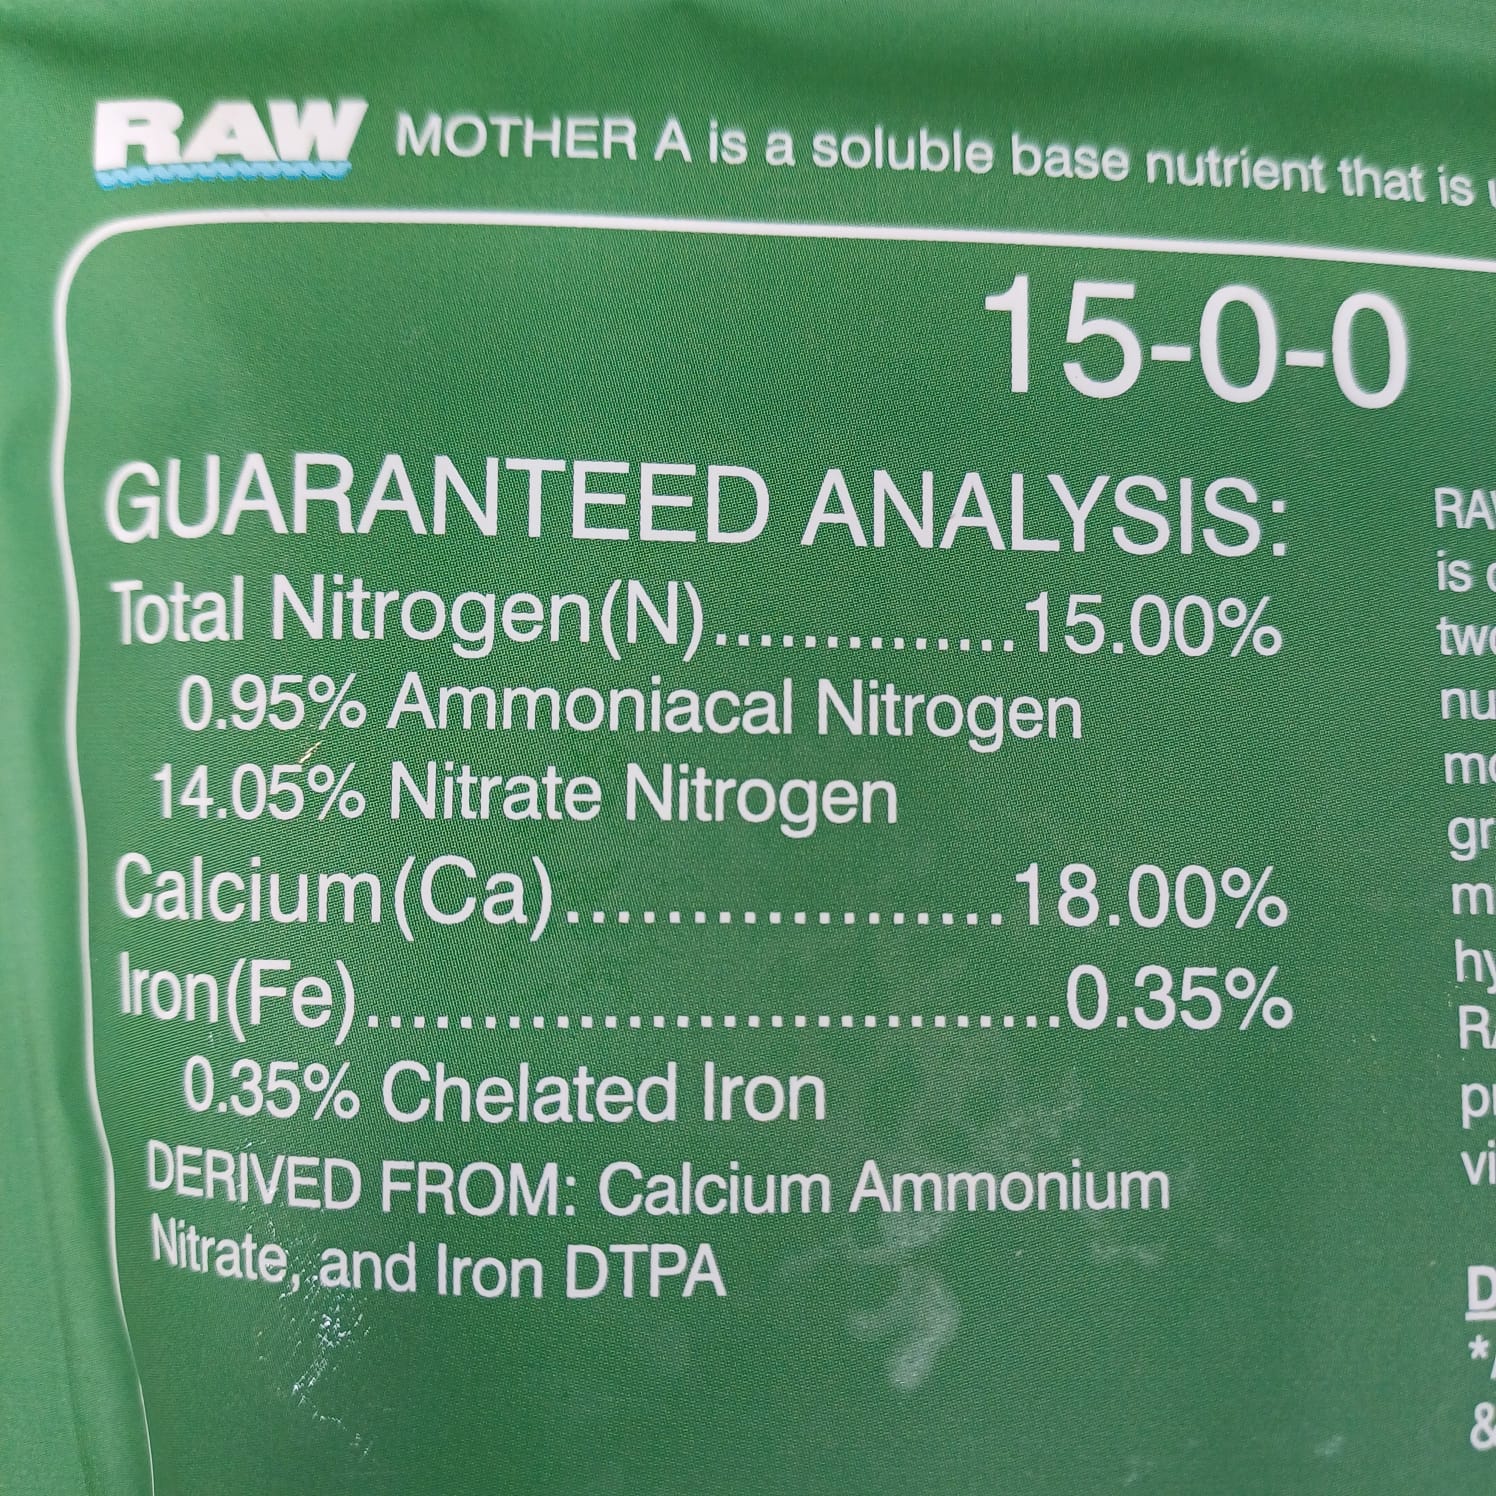 RAW MOTHER A is a soluble base nutrient that is
15-0-0
GUARANTEED ANALYSIS:
Total Nitrogen(N)..............15.00%
0.95% Ammoniacal Nitrogen
14.05% Nitrate Nitrogen
Calcium(Ca)...................18.00%
Iron(Fe)...............................0.35%
0.35% Chelated Iron
DERIVED FROM: Calcium Ammonium
Nitrate, and Iron DTPA
is